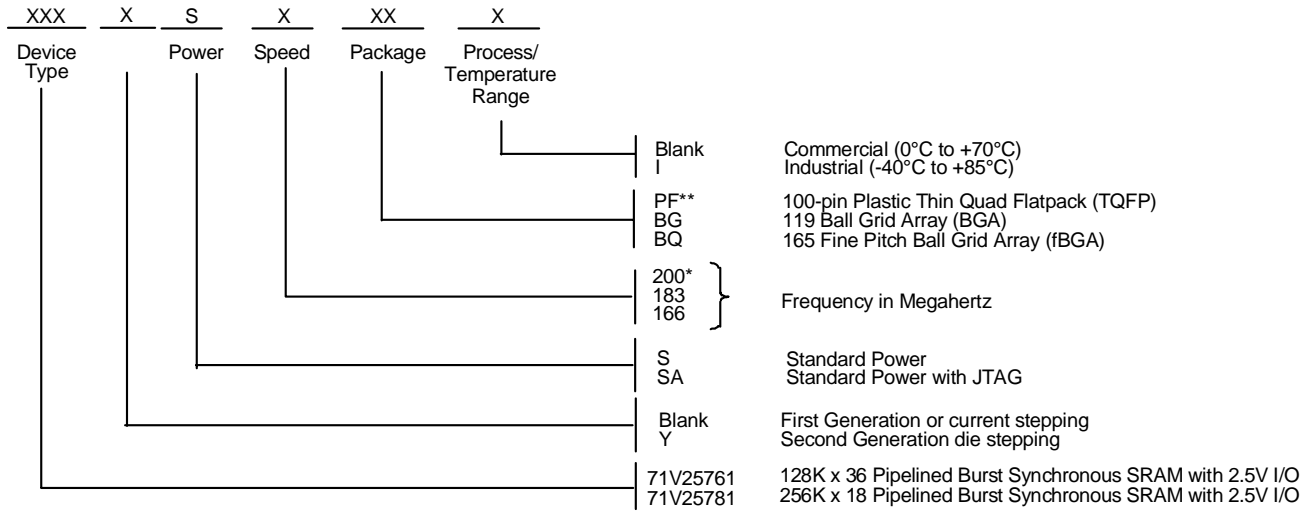 XXX X S X XX X
Device Type Power Speed Package Process/ Temperature Range
Blank Commercial (0°C to +70°C)
I Industrial (-40°C to +85°C)
PF** 100-pin Plastic Thin Quad Flatpack (TQFP)
BG 119 Ball Grid Array (BGA)
BQ 165 Fine Pitch Ball Grid Array (fBGA)
200*
183
166
Frequency in Megahertz
S Standard Power
SA Standard Power with JTAG
Blank First Generation or current stepping
Y Second Generation die stepping
71V25761 128K x 36 Pipelined Burst Synchronous SRAM with 2.5V I/O
71V25781 256K x 18 Pipelined Burst Synchronous SRAM with 2.5V I/O